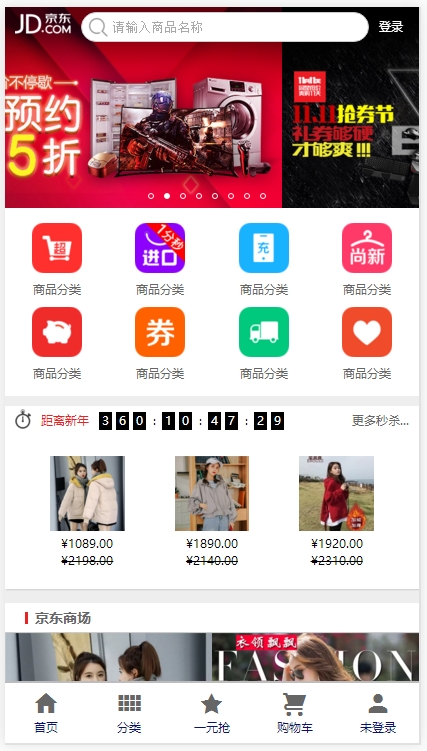 JD 京东
.COM
请输入商品名称
登录
不停歇
预约
5折
11.11
11.11抢券节
礼券够硬
才够爽!!!
超
1分秒
进口
充
尚新
商品分类 商品分类 商品分类 商品分类
券
商品分类 商品分类 商品分类 商品分类
距离新年 3 6 0 : 1 0 : 4 7 : 2 9 更多秒杀...
¥1089.00 ¥1890.00 ¥1920.00
¥2198.00 ¥2140.00 ¥2310.00
京东商场
衣领飘飘
FASHION
首页 分类 一元抢 购物车 未登录